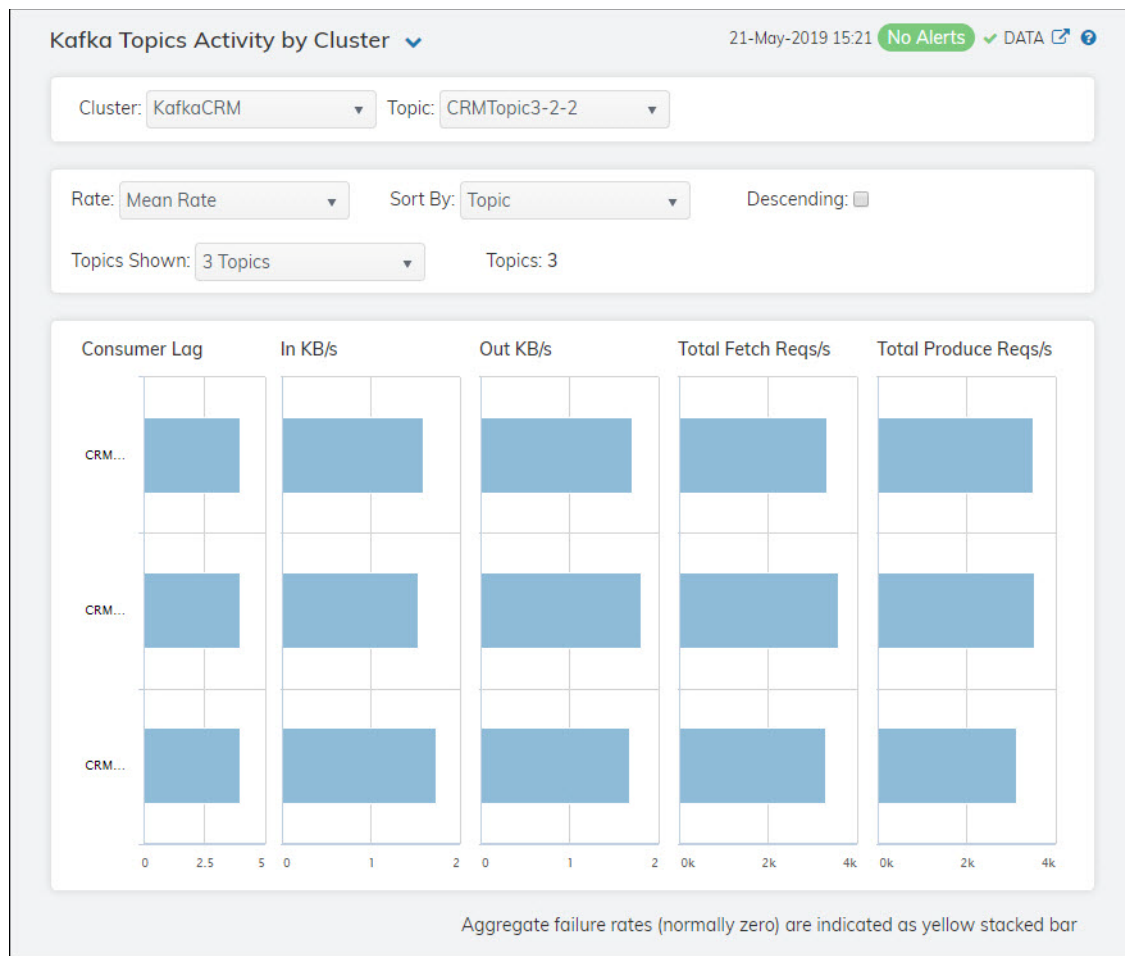 Kafka Topics Activity by Cluster
21-May-2019 15:21 No Alerts DATA
Cluster: KafkaCRM Topic: CRMTopic3-2-2
Rate: Mean Rate Sort By: Topic Descending:
Topics Shown: 3 Topics Topics: 3
Consumer Lag In KB/s Out KB/s Total Fetch Reqs/s Total Produce Reqs/s
CRM...
CRM...
CRM...
0 2.5 5 0 1 2 0 1 2 0k 2k 4k 0k 2k 4k
Aggregate failure rates (normally zero) are indicated as yellow stacked bar